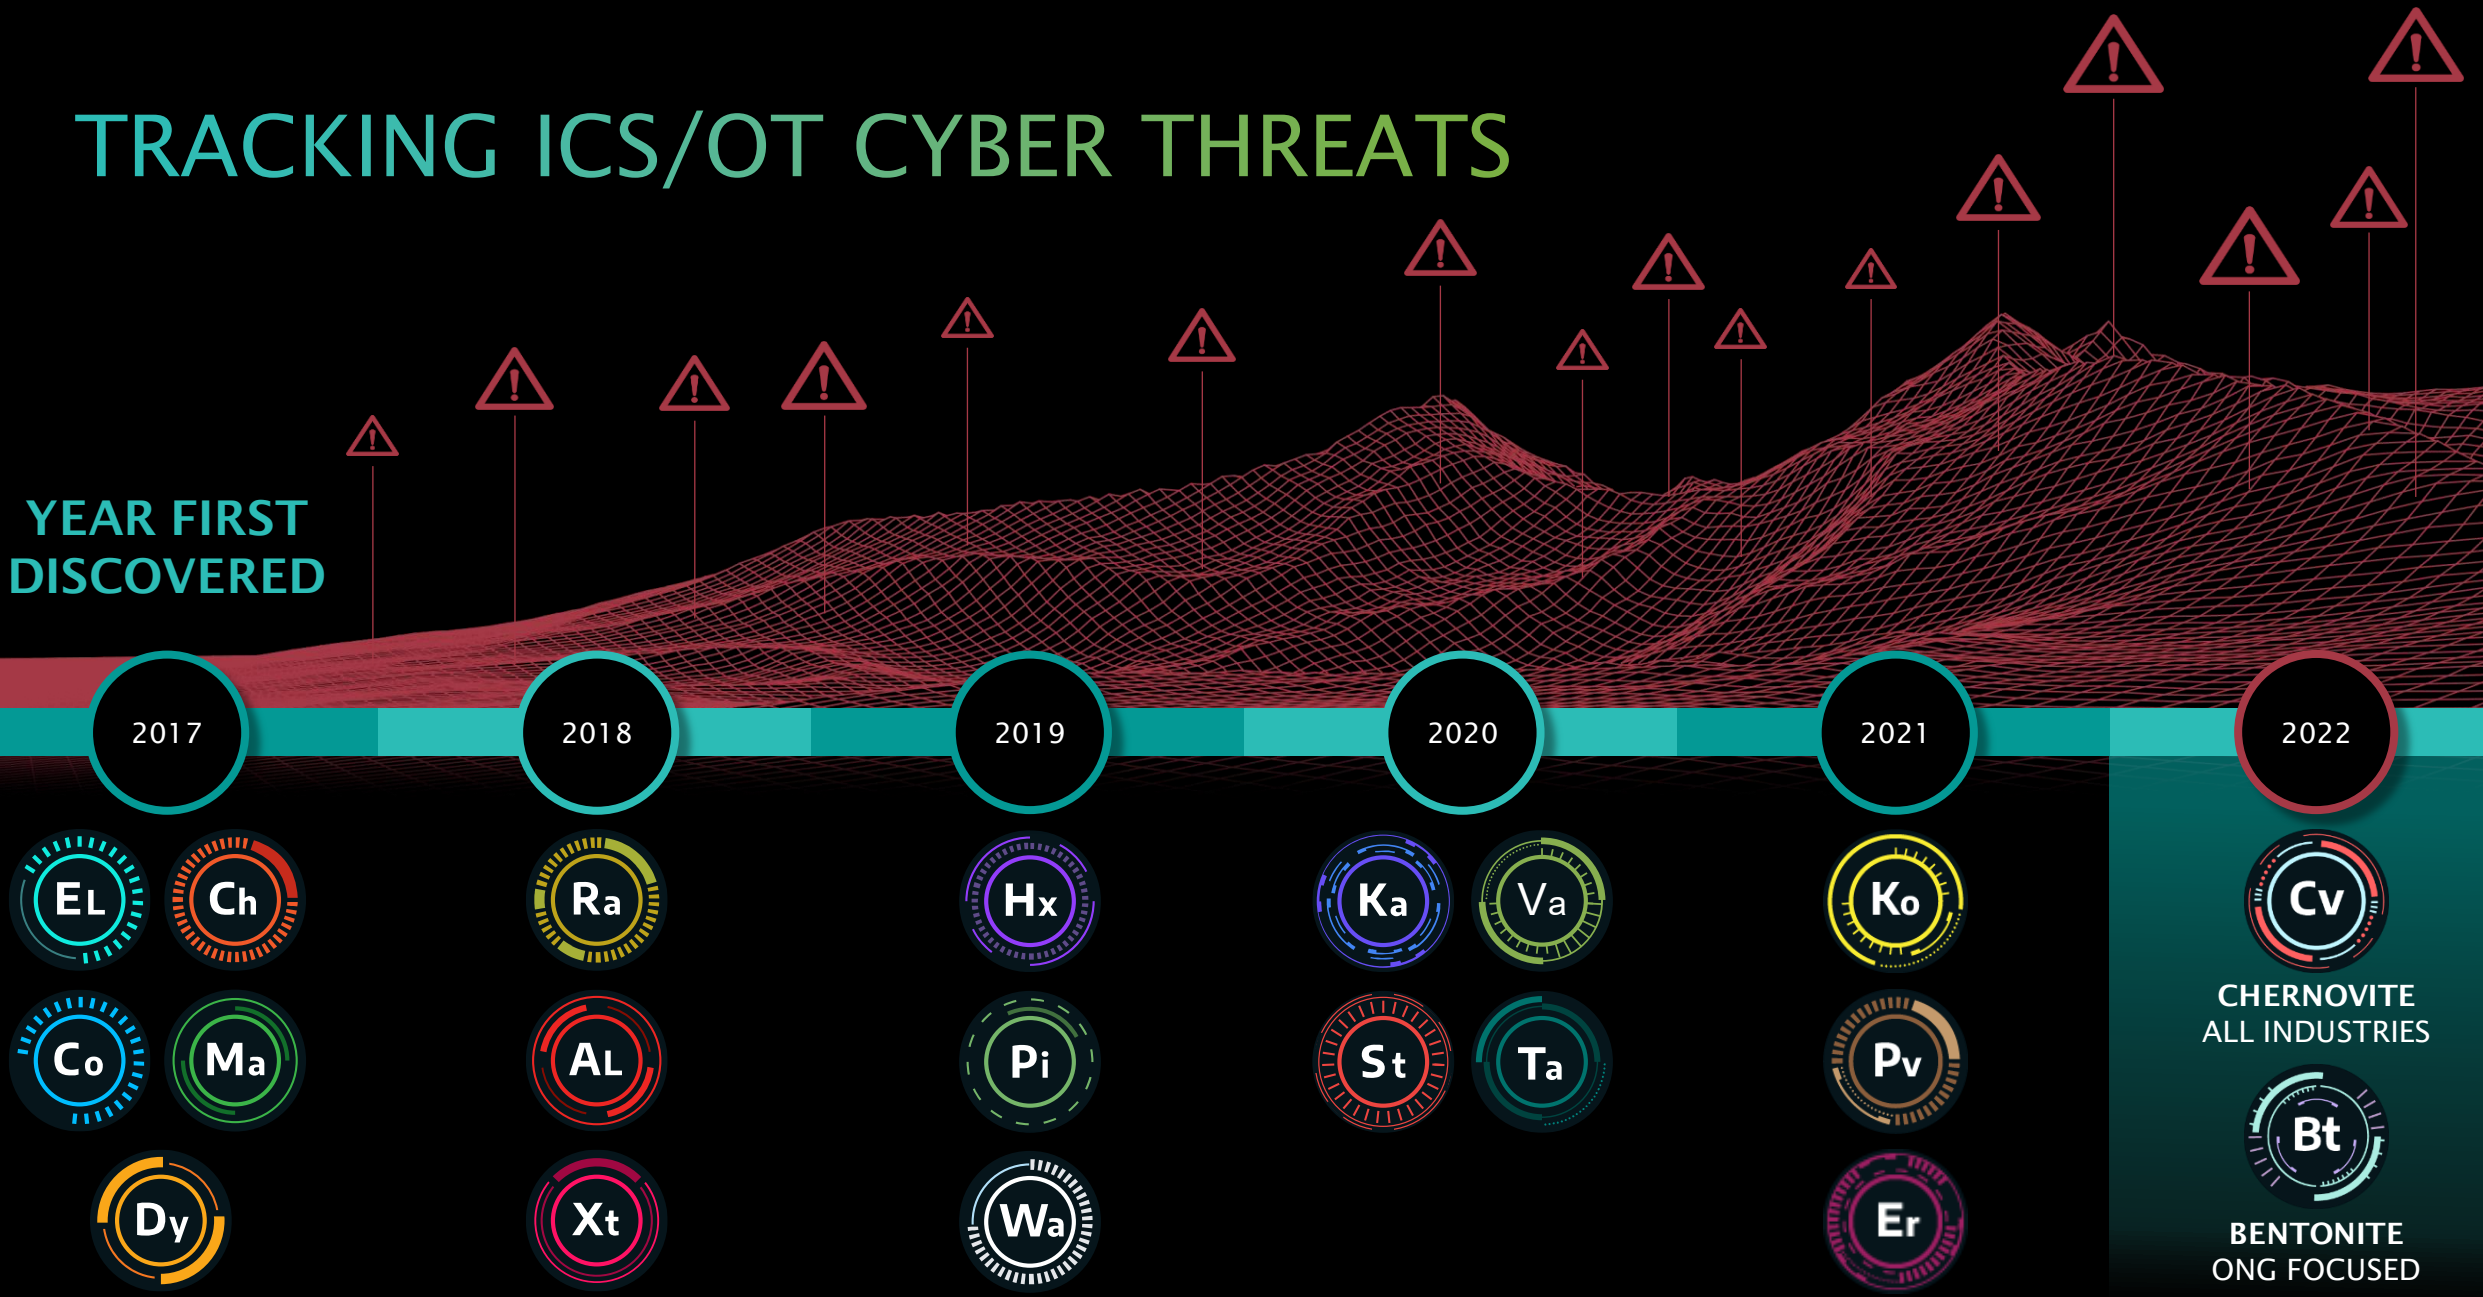 TRACKING ICS/OT CYBER THREATS
YEAR FIRST
DISCOVERED
2017
2018
2019
2020
2021
2022
EL
Ch
Ra
Hx
Ka
Va
Ko
Cv
CHERNOVITE
ALL INDUSTRIES
Co
Ma
AL
Pi
St
Ta
Pv
Bt
BENTONITE
ONG FOCUSED
Dy
Xt
Wa
Er